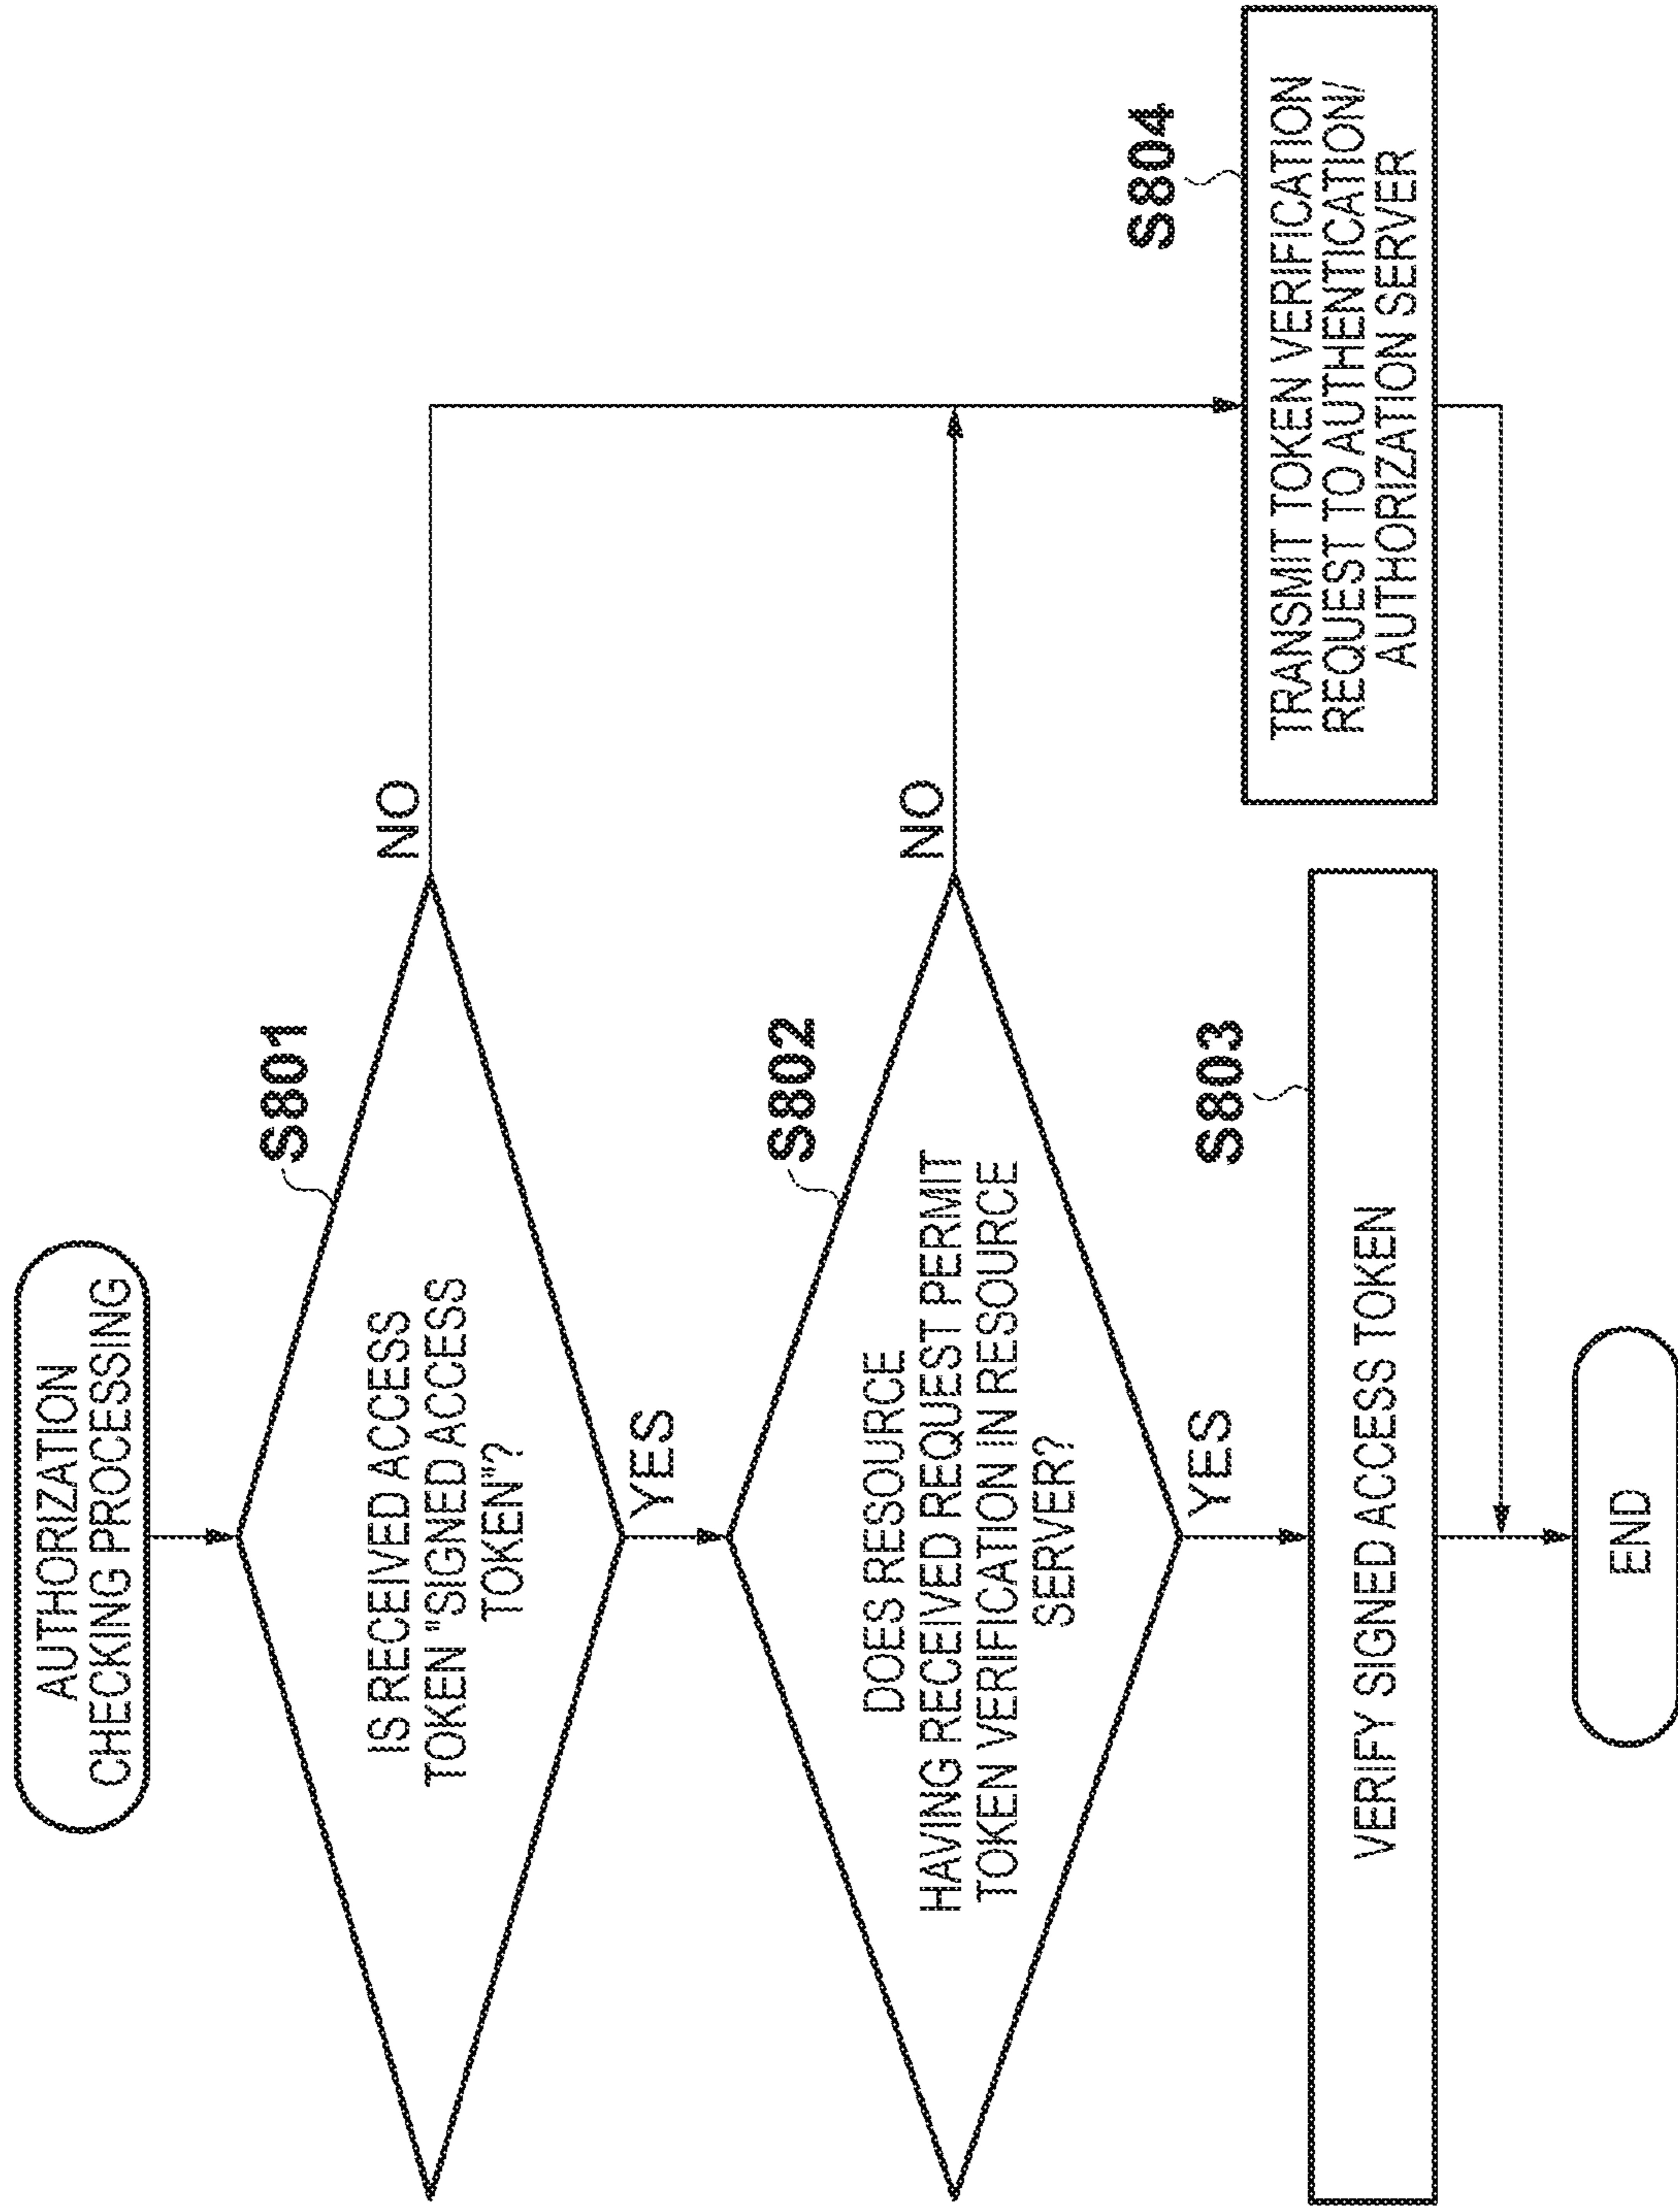 AUTHORIZATION
CHECKING PROCESSING
S801
IS RECEIVED ACCESS
TOKEN "SIGNED ACCESS
TOKEN"?
NO
YES
S802
DOES RESOURCE
HAVING RECEIVED REQUEST PERMIT
TOKEN VERIFICATION IN RESOURCE
SERVER?
NO
YES
S803
VERIFY SIGNED ACCESS TOKEN
S804
TRANSMIT TOKEN VERIFICATION
REQUEST TO AUTHENTICATION/
AUTHORIZATION SERVER
END